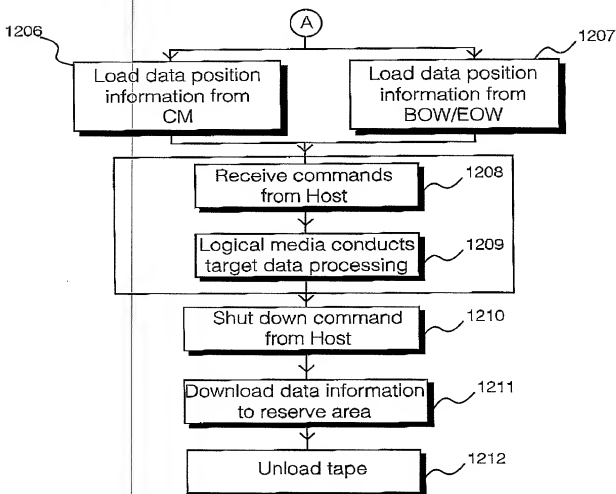 A
1206
1207
Load data position
information from
CM
Load data position
information from
BOW/EOW
Receive commands
from Host
1208
Logical media conducts
target data processing
1209
Shut down command
from Host
1210
Download data information
to reserve area
1211
Unload tape
1212